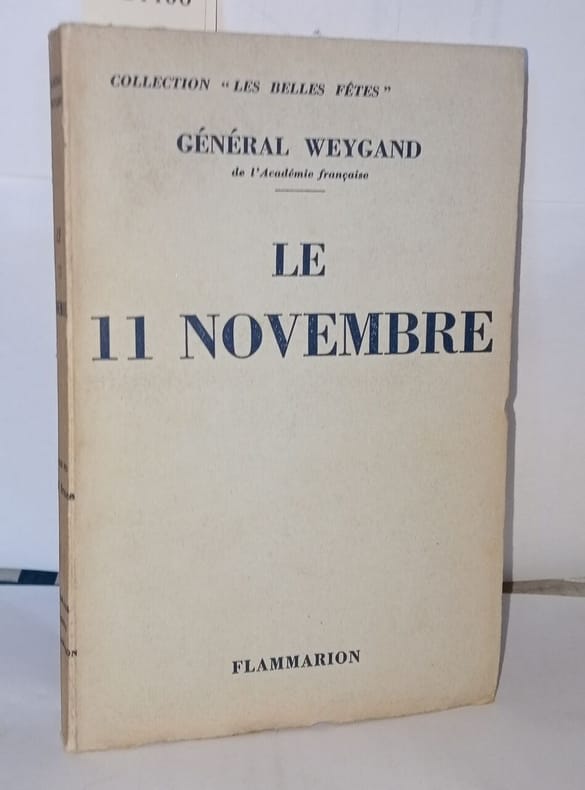 COLLECTION "LES BELLES FÊTES"
GÉNÉRAL WEYGAND
de l'Académie française
LE
11 NOVEMBRE
FLAMMARION